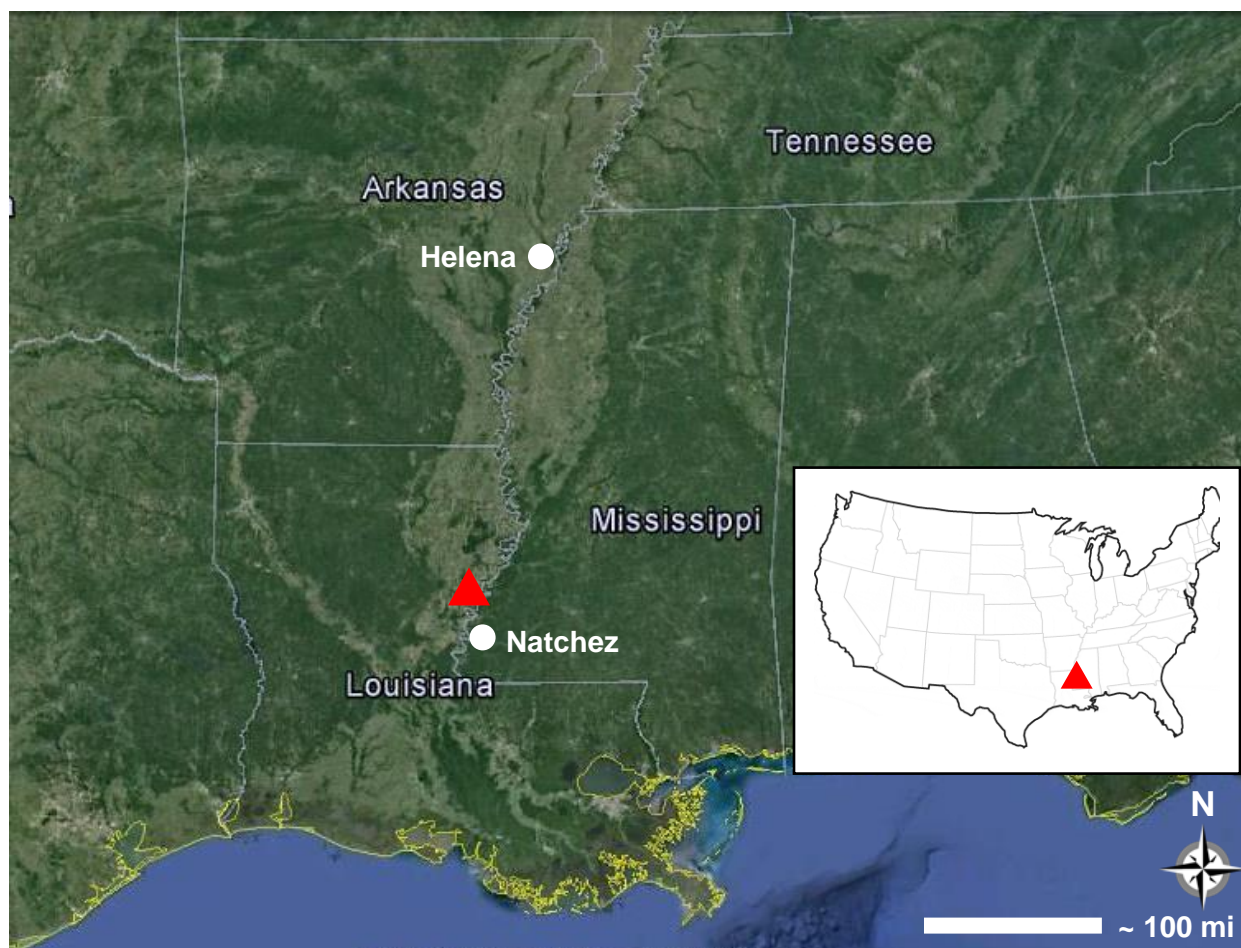 Tennessee
Arkansas
Helena
Mississippi
Natchez
Louisiana
N
~ 100 mi